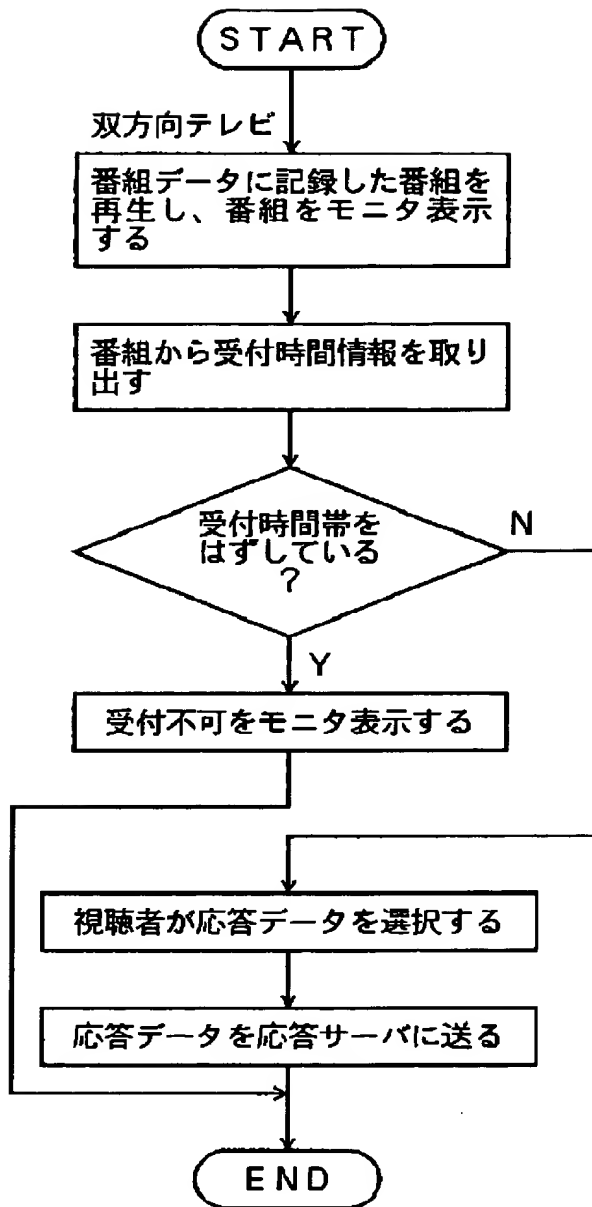 START
双方向テレビ
番組データに記録した番組を
再生し、番組をモニタ表示
する
番組から受付時間情報を取り
出す
受付時間帯を
はずしている
?
N
Y
受付不可をモニタ表示する
視聴者が応答データを選択する
応答データを応答サーバに送る
END